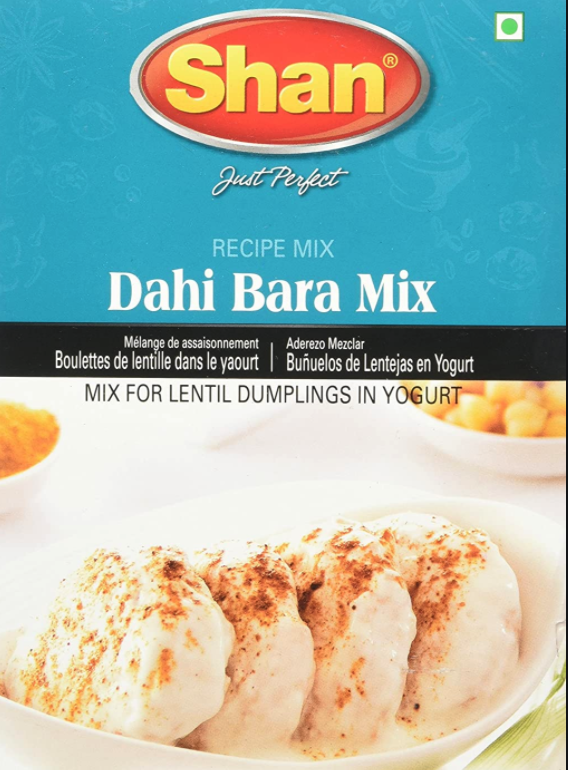 Shan®
Just Perfect
RECIPE MIX
Dahi Bara Mix
Mélange de assaisonnement
Boulettes de lentille dans le yaourt
Aderezo Mezclar
Buñuelos de Lentejas en Yogurt
MIX FOR LENTIL DUMPLINGS IN YOGURT